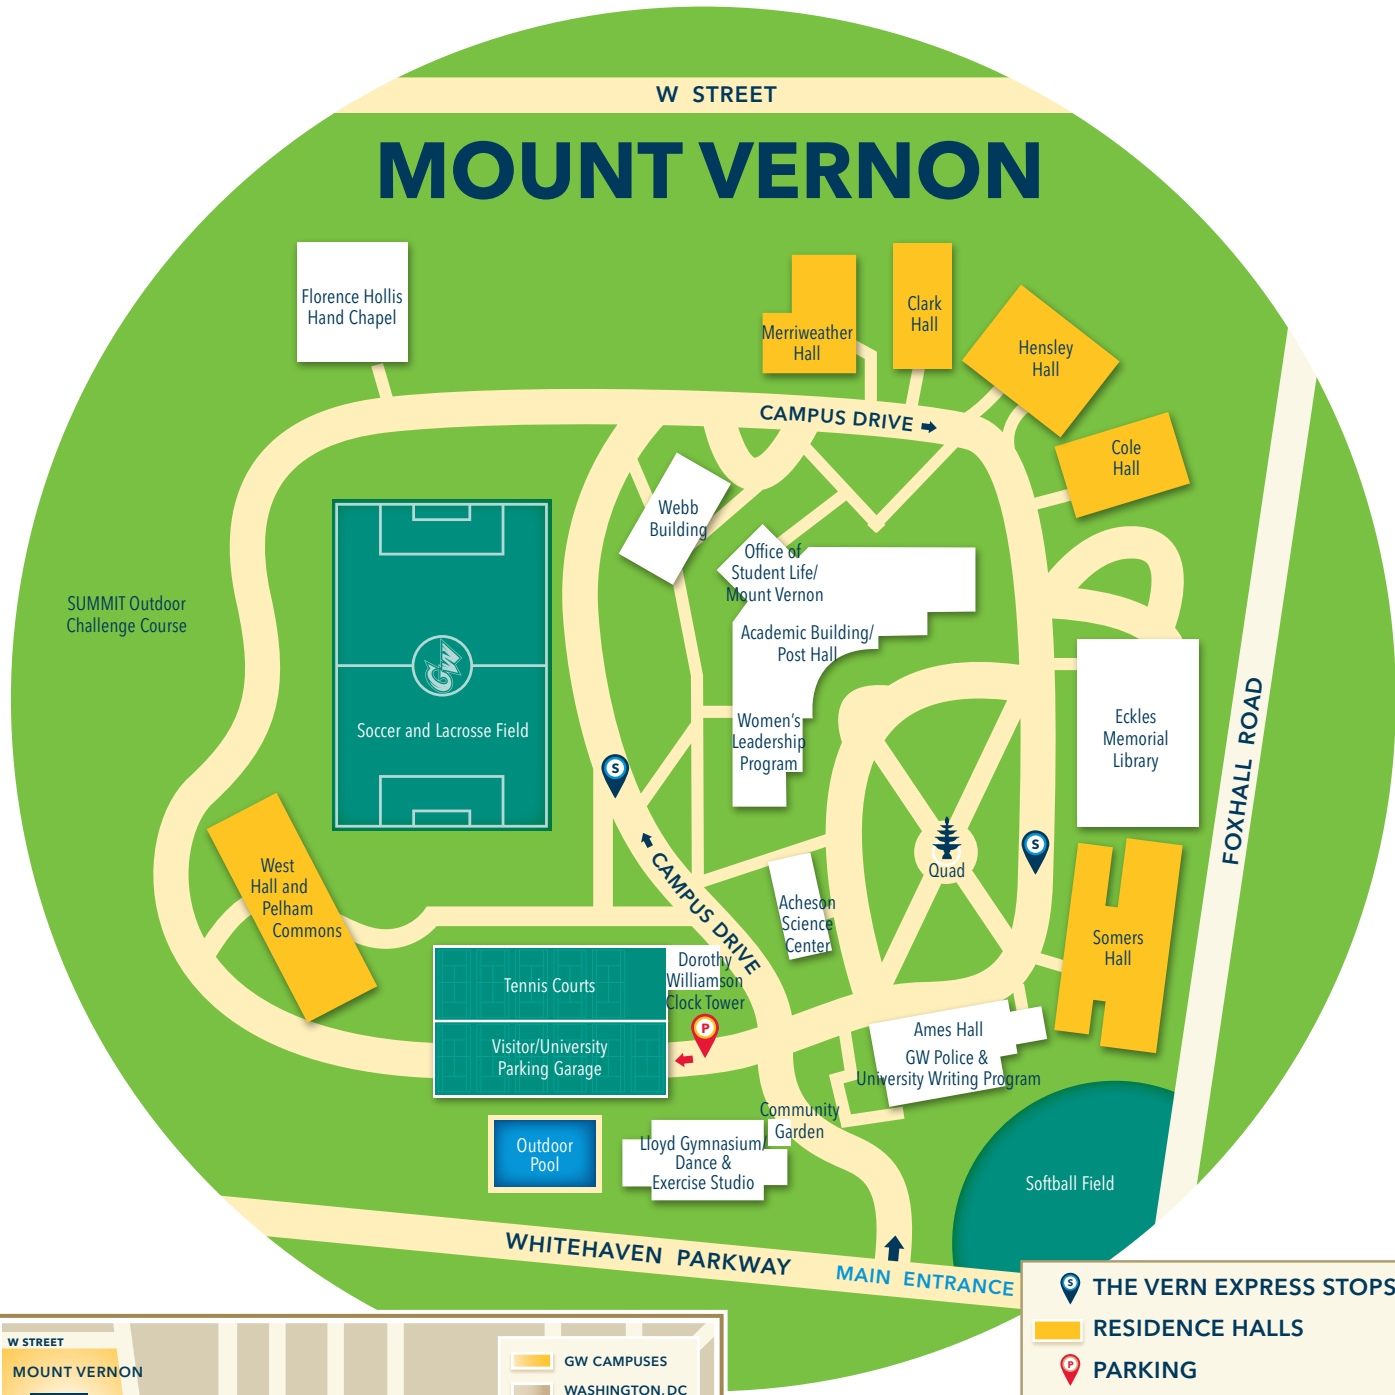 W STREET
MOUNT VERNON
Florence Hollis
Hand Chapel
Merriweather
Hall
Clark
Hall
Hensley
Hall
Cole
Hall
CAMPUS DRIVE
Webb
Building
Office of
Student Life/
Mount Vernon
Academic Building/
Post Hall
Women's
Leadership
Program
SUMMIT Outdoor
Challenge Course
GW
Soccer and Lacrosse Field
S
Eckles
Memorial
Library
FOXHALL ROAD
S
Quad
West
Hall and
Pelham
Commons
CAMPUS DRIVE
Acheson
Science
Center
Somers
Hall
Tennis Courts
Dorothy
Williamson
Clock Tower
P
Visitor/University
Parking Garage
Ames Hall
GW Police &
University Writing Program
Community
Garden
Outdoor
Pool
Lloyd Gymnasium/
Dance &
Exercise Studio
Softball Field
WHITEHAVEN PARKWAY
MAIN ENTRANCE
S THE VERN EXPRESS STOPS
RESIDENCE HALLS
P PARKING
W STREET
MOUNT VERNON
GW CAMPUSES
WASHINGTON, DC